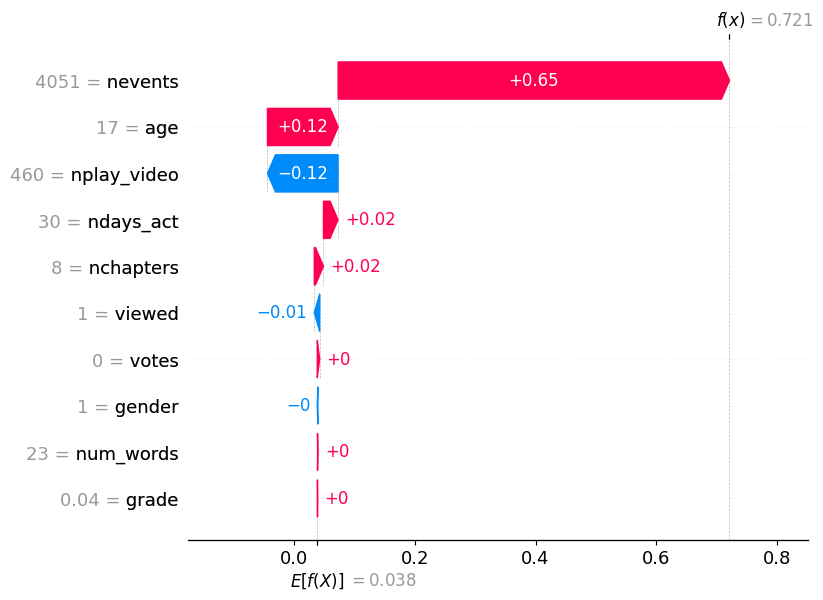 f(x) = 0.721
4051 = nevents +0.65
17 = age +0.12
460 = nplay_video −0.12
30 = ndays_act +0.02
8 = nchapters +0.02
1 = viewed −0.01
0 = votes +0
1 = gender −0
23 = num_words +0
0.04 = grade +0
0.0 0.2 0.4 0.6 0.8
E[f(X)] = 0.038